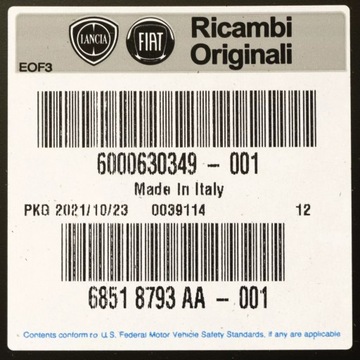 LANCIA FIAT Ricambi
Originali
EOF3
6000630349 - 001
Made In Italy
PKG 2021/10/23 0039114 12
6851 8793 AA - 001
Contents conform to U.S. Federal Motor Vehicle Safety Standards, if any are applicable